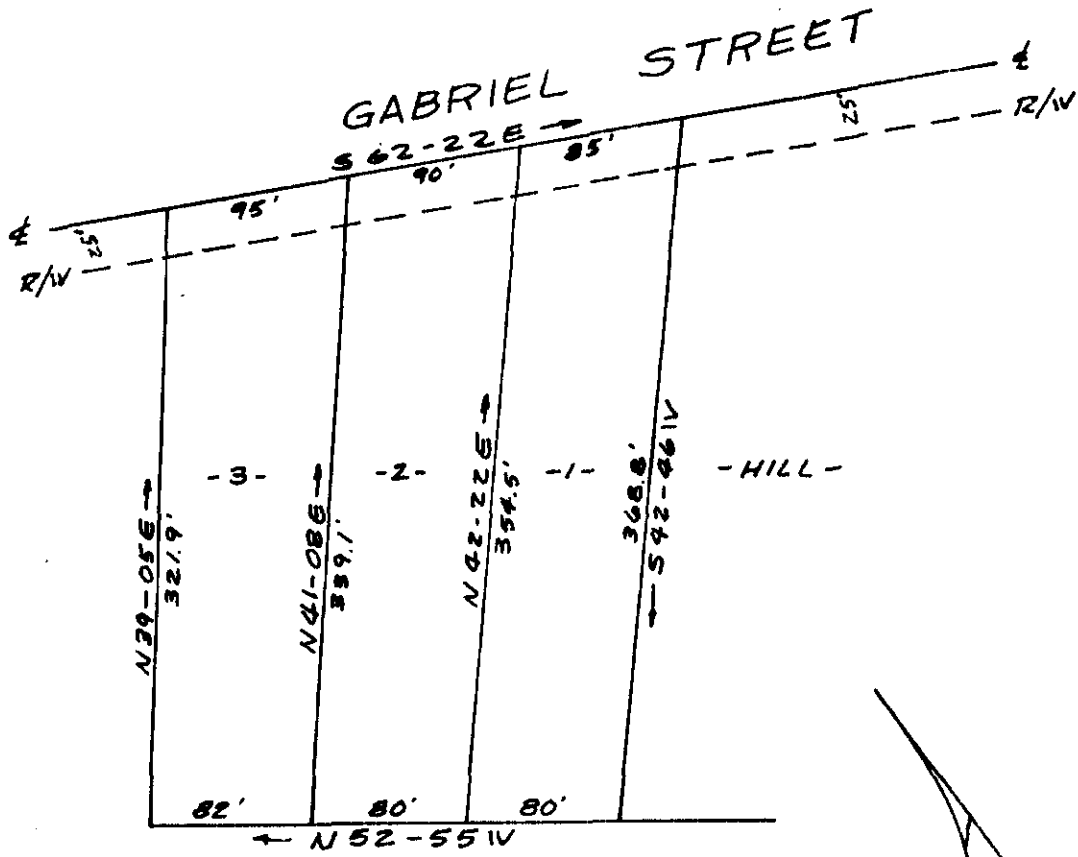 GABRIEL STREET
℄
S 62-22E →
R/W
25'
95'
90'
85'
25'
℄
R/W
N39-05E →
321.9'
-3-
N41-08E →
339.1'
-2-
N42-22E →
354.5'
-1-
368.8'
← S42-46W
-HILL-
82'
80'
80'
← N52-55W